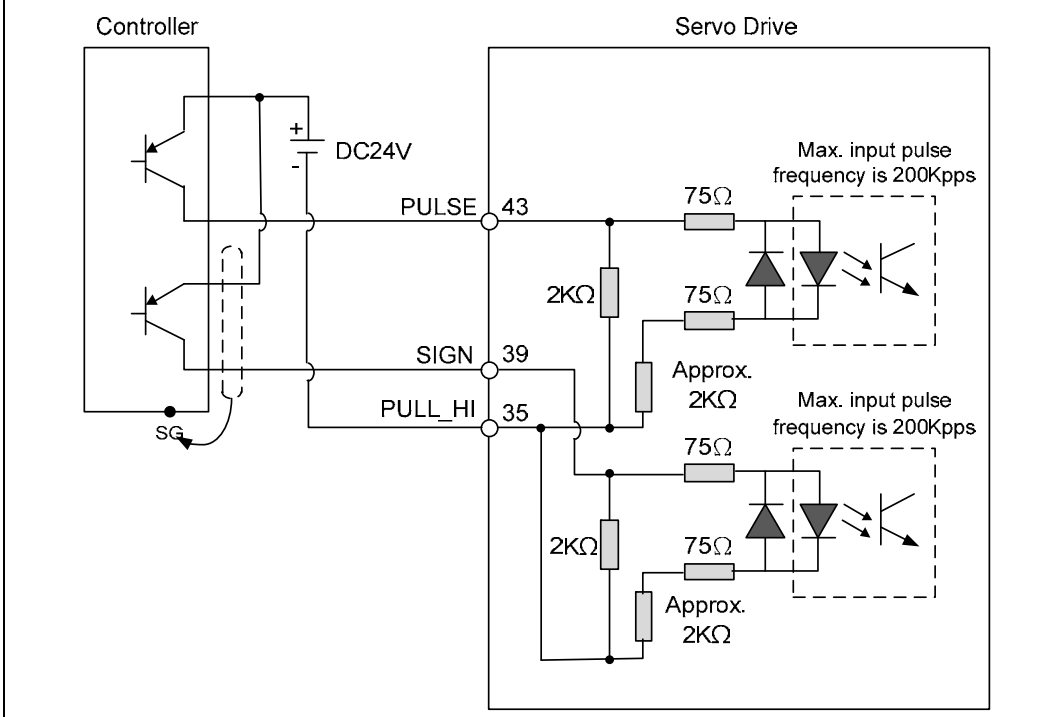 Controller
Servo Drive
+
-
DC24V
Max. input pulse
frequency is 200Kpps
PULSE
43
75Ω
2KΩ
75Ω
SIGN
39
Approx.
2KΩ
PULL_HI
35
SG
Max. input pulse
frequency is 200Kpps
75Ω
2KΩ
75Ω
Approx.
2KΩ